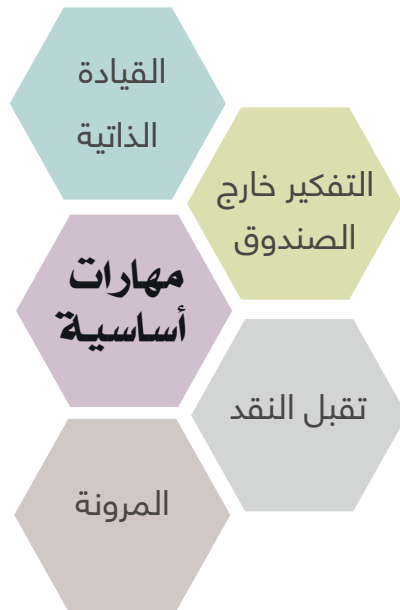 القيادة
الذاتية
التفكير خارج
الصندوق
مهارات
أساسية
تقبل النقد
المرونة